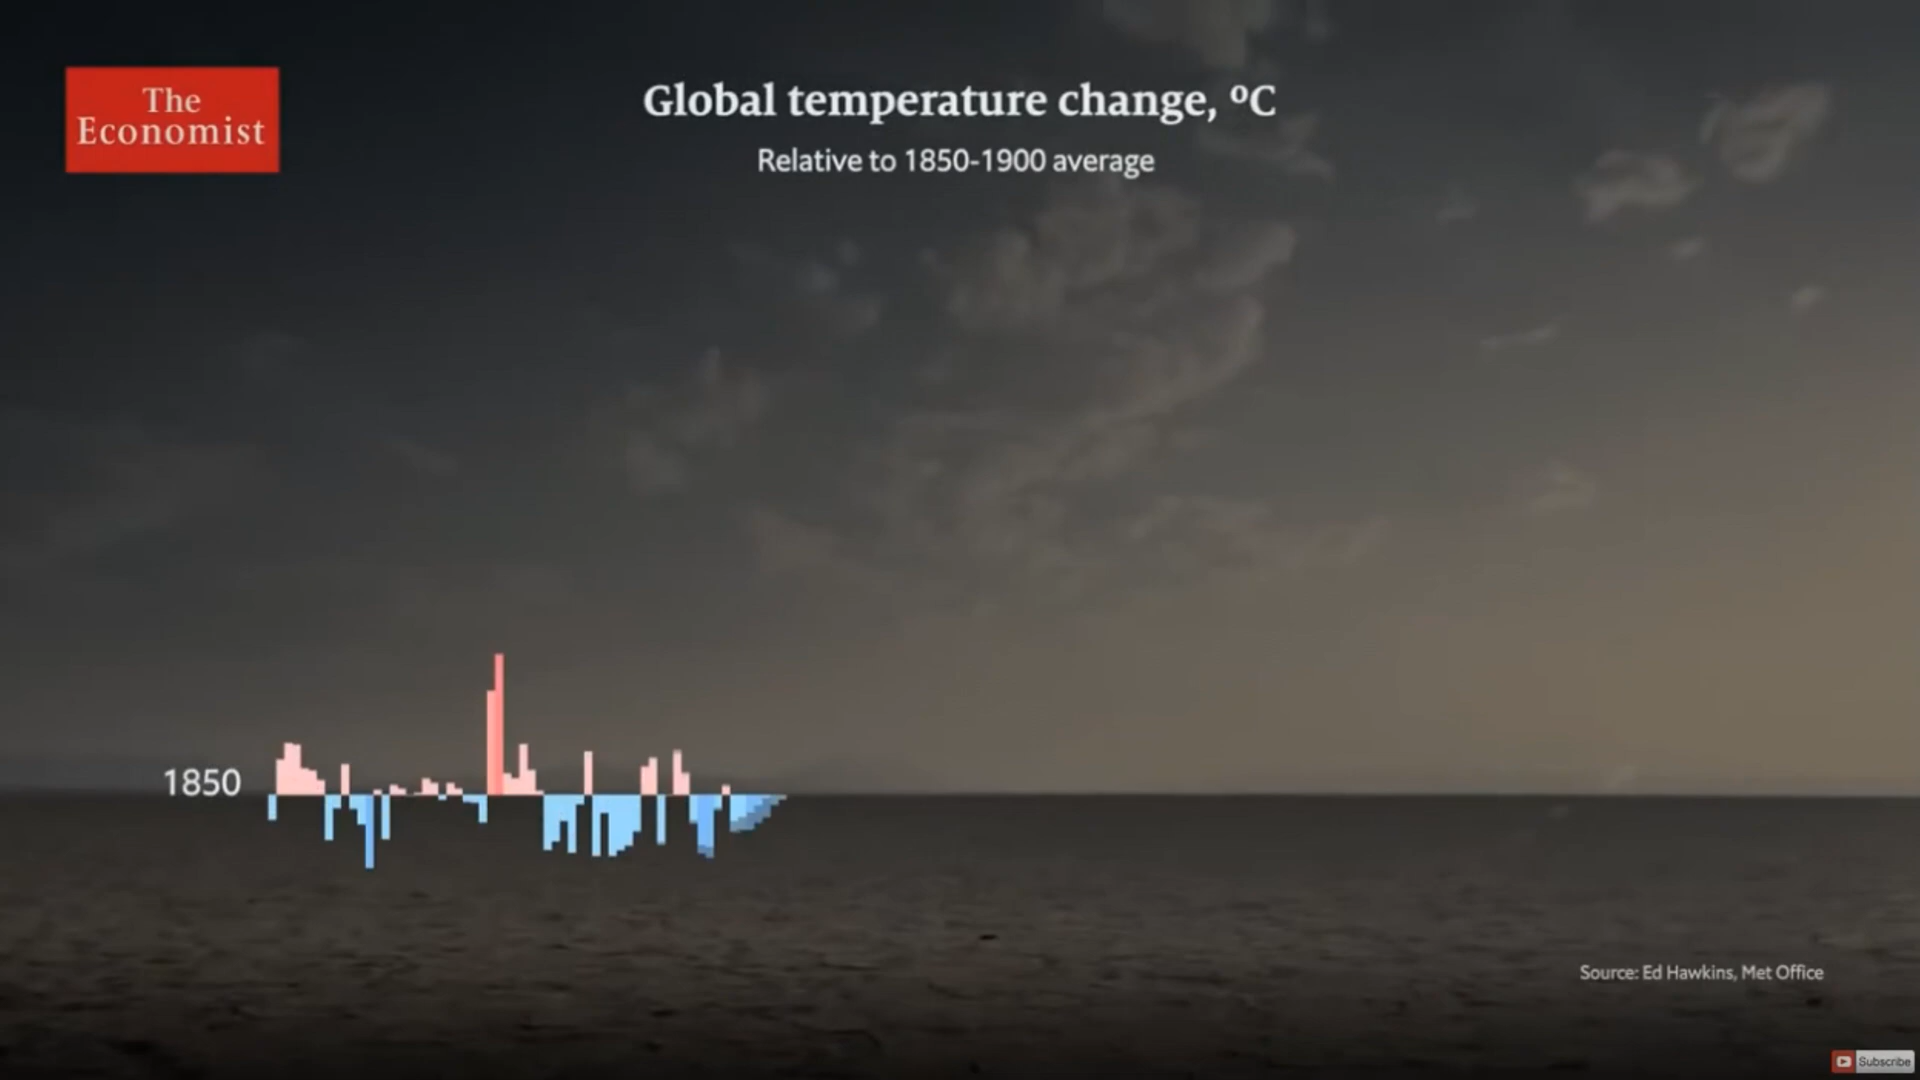 The
Economist
Global temperature change, ºC
Relative to 1850-1900 average
1850
Source: Ed Hawkins, Met Office
Subscribe